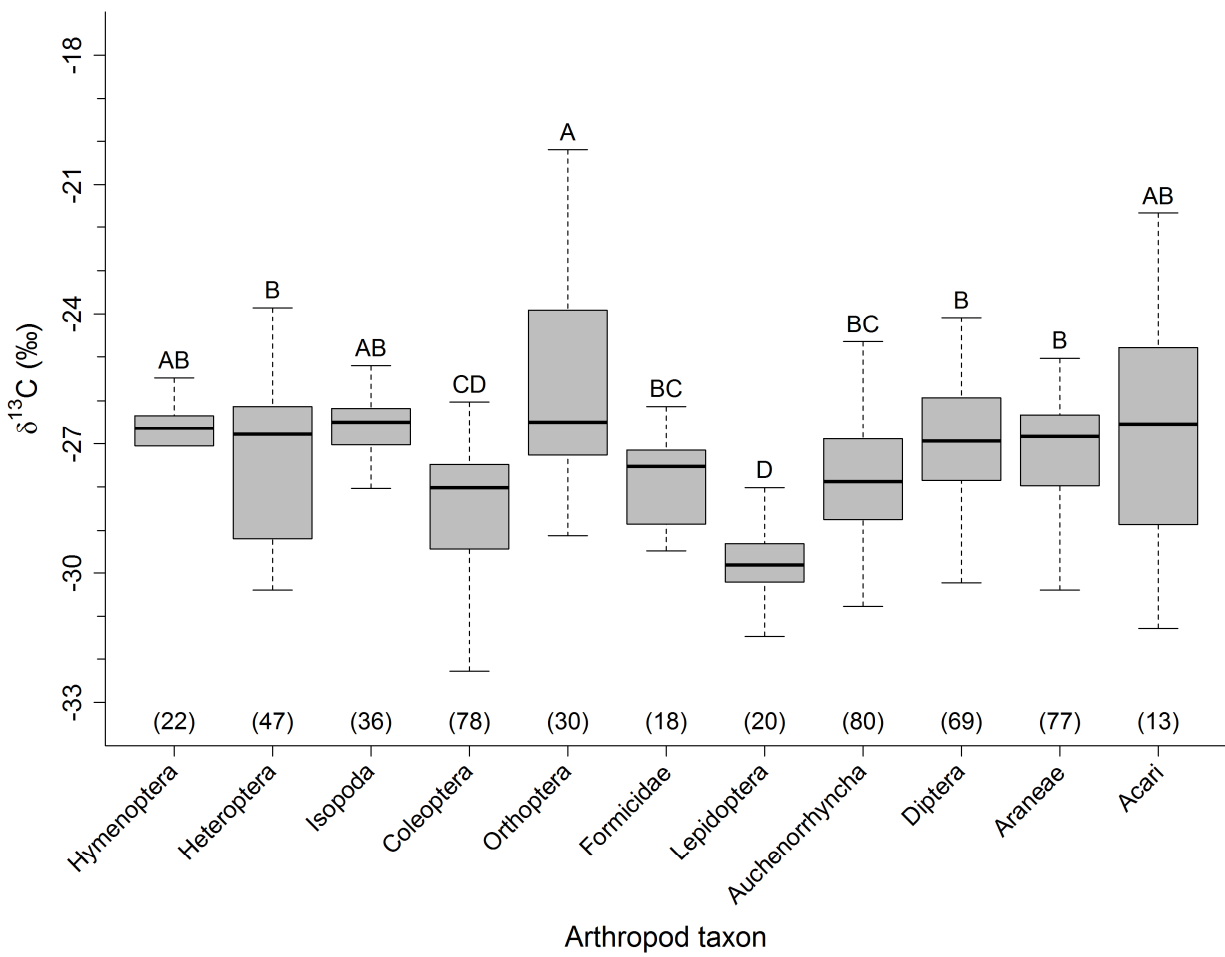 -18
-21
-24
-27
-30
-33
δ¹³C (‰)
A
AB
B
B
BC
B
AB
AB
BC
CD
D
(22) (47) (36) (78) (30) (18) (20) (80) (69) (77) (13)
Hymenoptera
Heteroptera
Isopoda
Coleoptera
Orthoptera
Formicidae
Lepidoptera
Auchenorrhyncha
Diptera
Araneae
Acari
Arthropod taxon